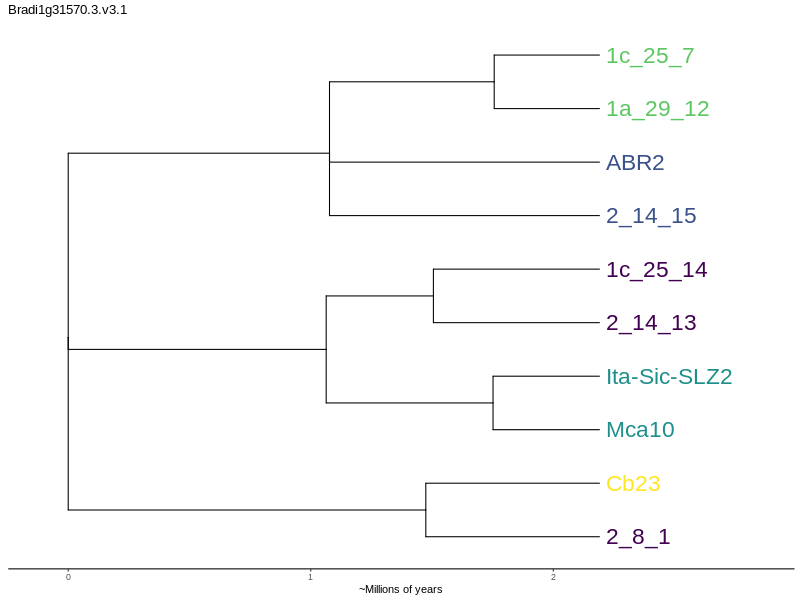 Bradi1g31570.3.v3.1
1c_25_7
1a_29_12
ABR2
2_14_15
1c_25_14
2_14_13
Ita-Sic-SLZ2
Mca10
Cb23
2_8_1
0 1 2
~Millions of years